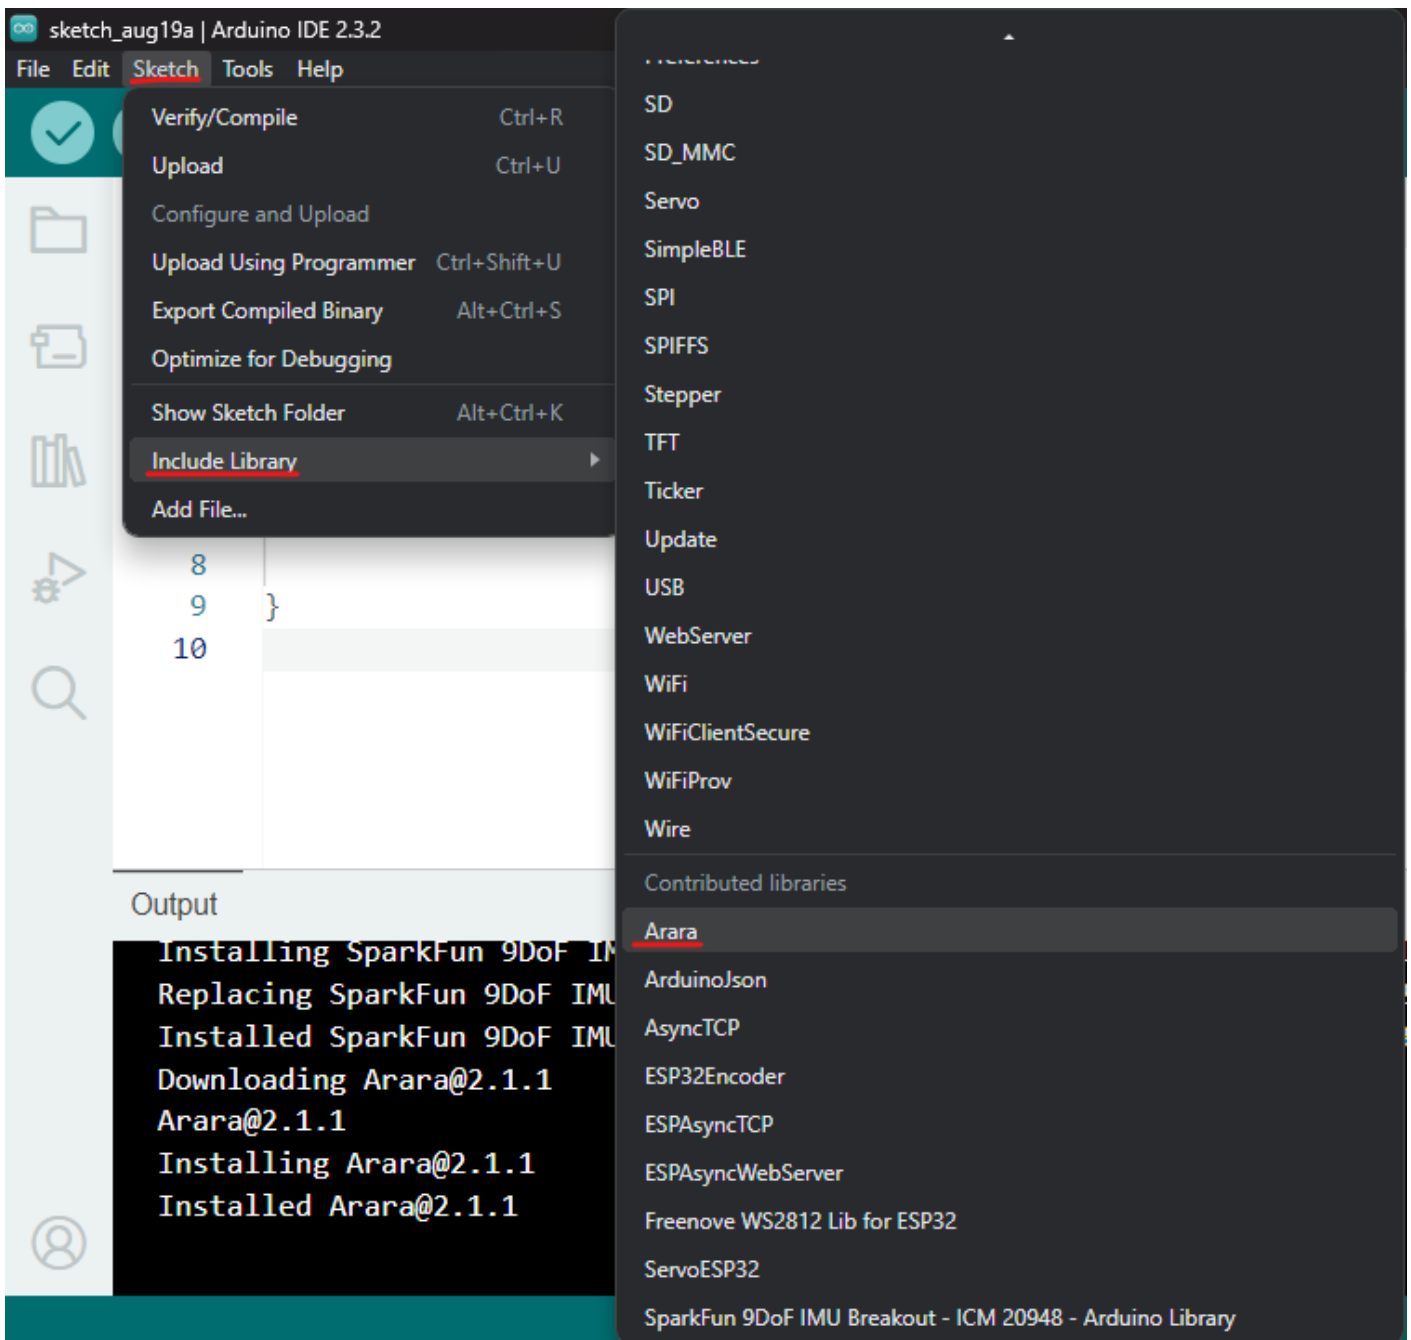 sketch_aug19a | Arduino IDE 2.3.2
File Edit Sketch Tools Help
Verify/Compile Ctrl+R
Upload Ctrl+U
Configure and Upload
Upload Using Programmer Ctrl+Shift+U
Export Compiled Binary Alt+Ctrl+S
Optimize for Debugging
Show Sketch Folder Alt+Ctrl+K
Include Library
Add File...
8
9 }
10
Output
Installing SparkFun 9DoF
Replacing SparkFun 9DoF IMU
Installed SparkFun 9DoF IMU
Downloading Arara@2.1.1
Arara@2.1.1
Installing Arara@2.1.1
Installed Arara@2.1.1
SD
SD_MMC
Servo
SimpleBLE
SPI
SPIFFS
Stepper
TFT
Ticker
Update
USB
WebServer
WiFi
WiFiClientSecure
WiFiProv
Wire
Contributed libraries
Arara
ArduinoJson
AsyncTCP
ESP32Encoder
ESPAsyncTCP
ESPAsyncWebServer
Freenove WS2812 Lib for ESP32
ServoESP32
SparkFun 9DoF IMU Breakout - ICM 20948 - Arduino Library